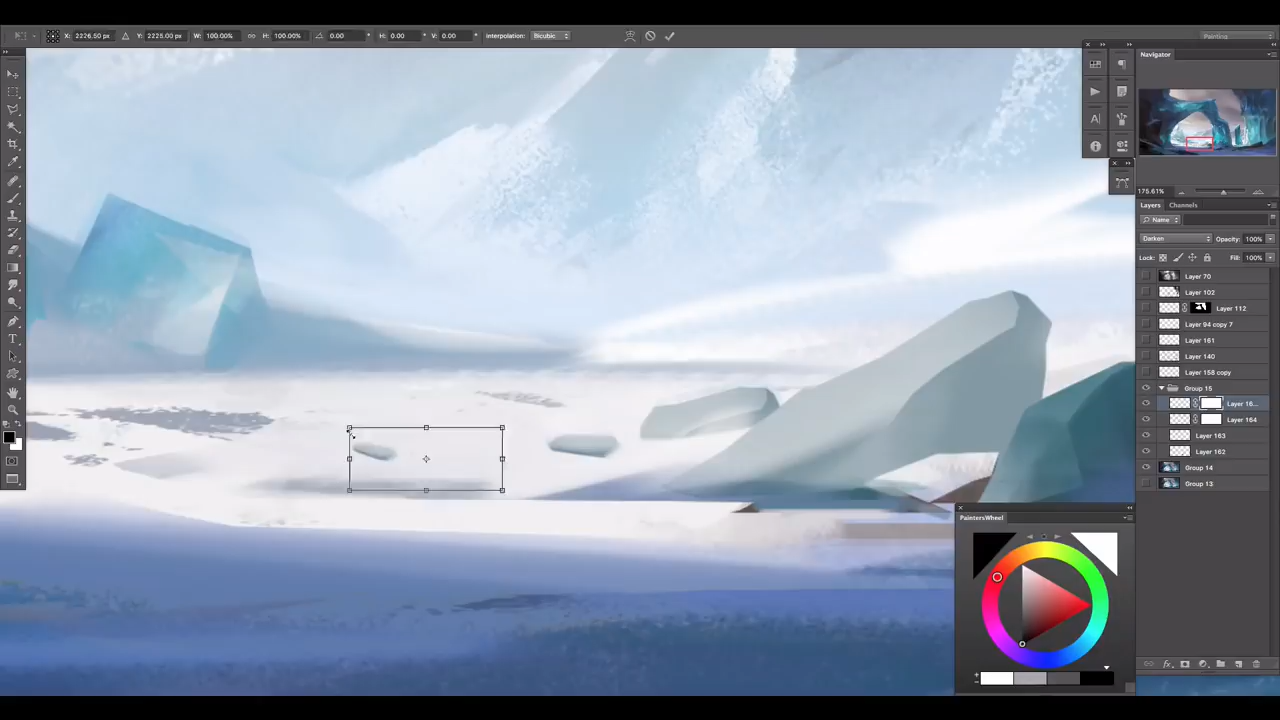 X: 2226.50 px Y: 2225.00 px W: 100.00% H: 100.00% 0.00 ° H: 0.00 ° V: 0.00 ° Interpolation: Bicubic Painting
Navigator
175.61%
Layers Channels
Name
Darken Opacity: 100%
Lock: Fill: 100%
Layer 70
Layer 102
Layer 112
Layer 94 copy 7
Layer 161
Layer 140
Layer 158 copy
Group 15
Layer 16...
Layer 164
Layer 163
Layer 162
Group 14
Group 13
PaintersWheel